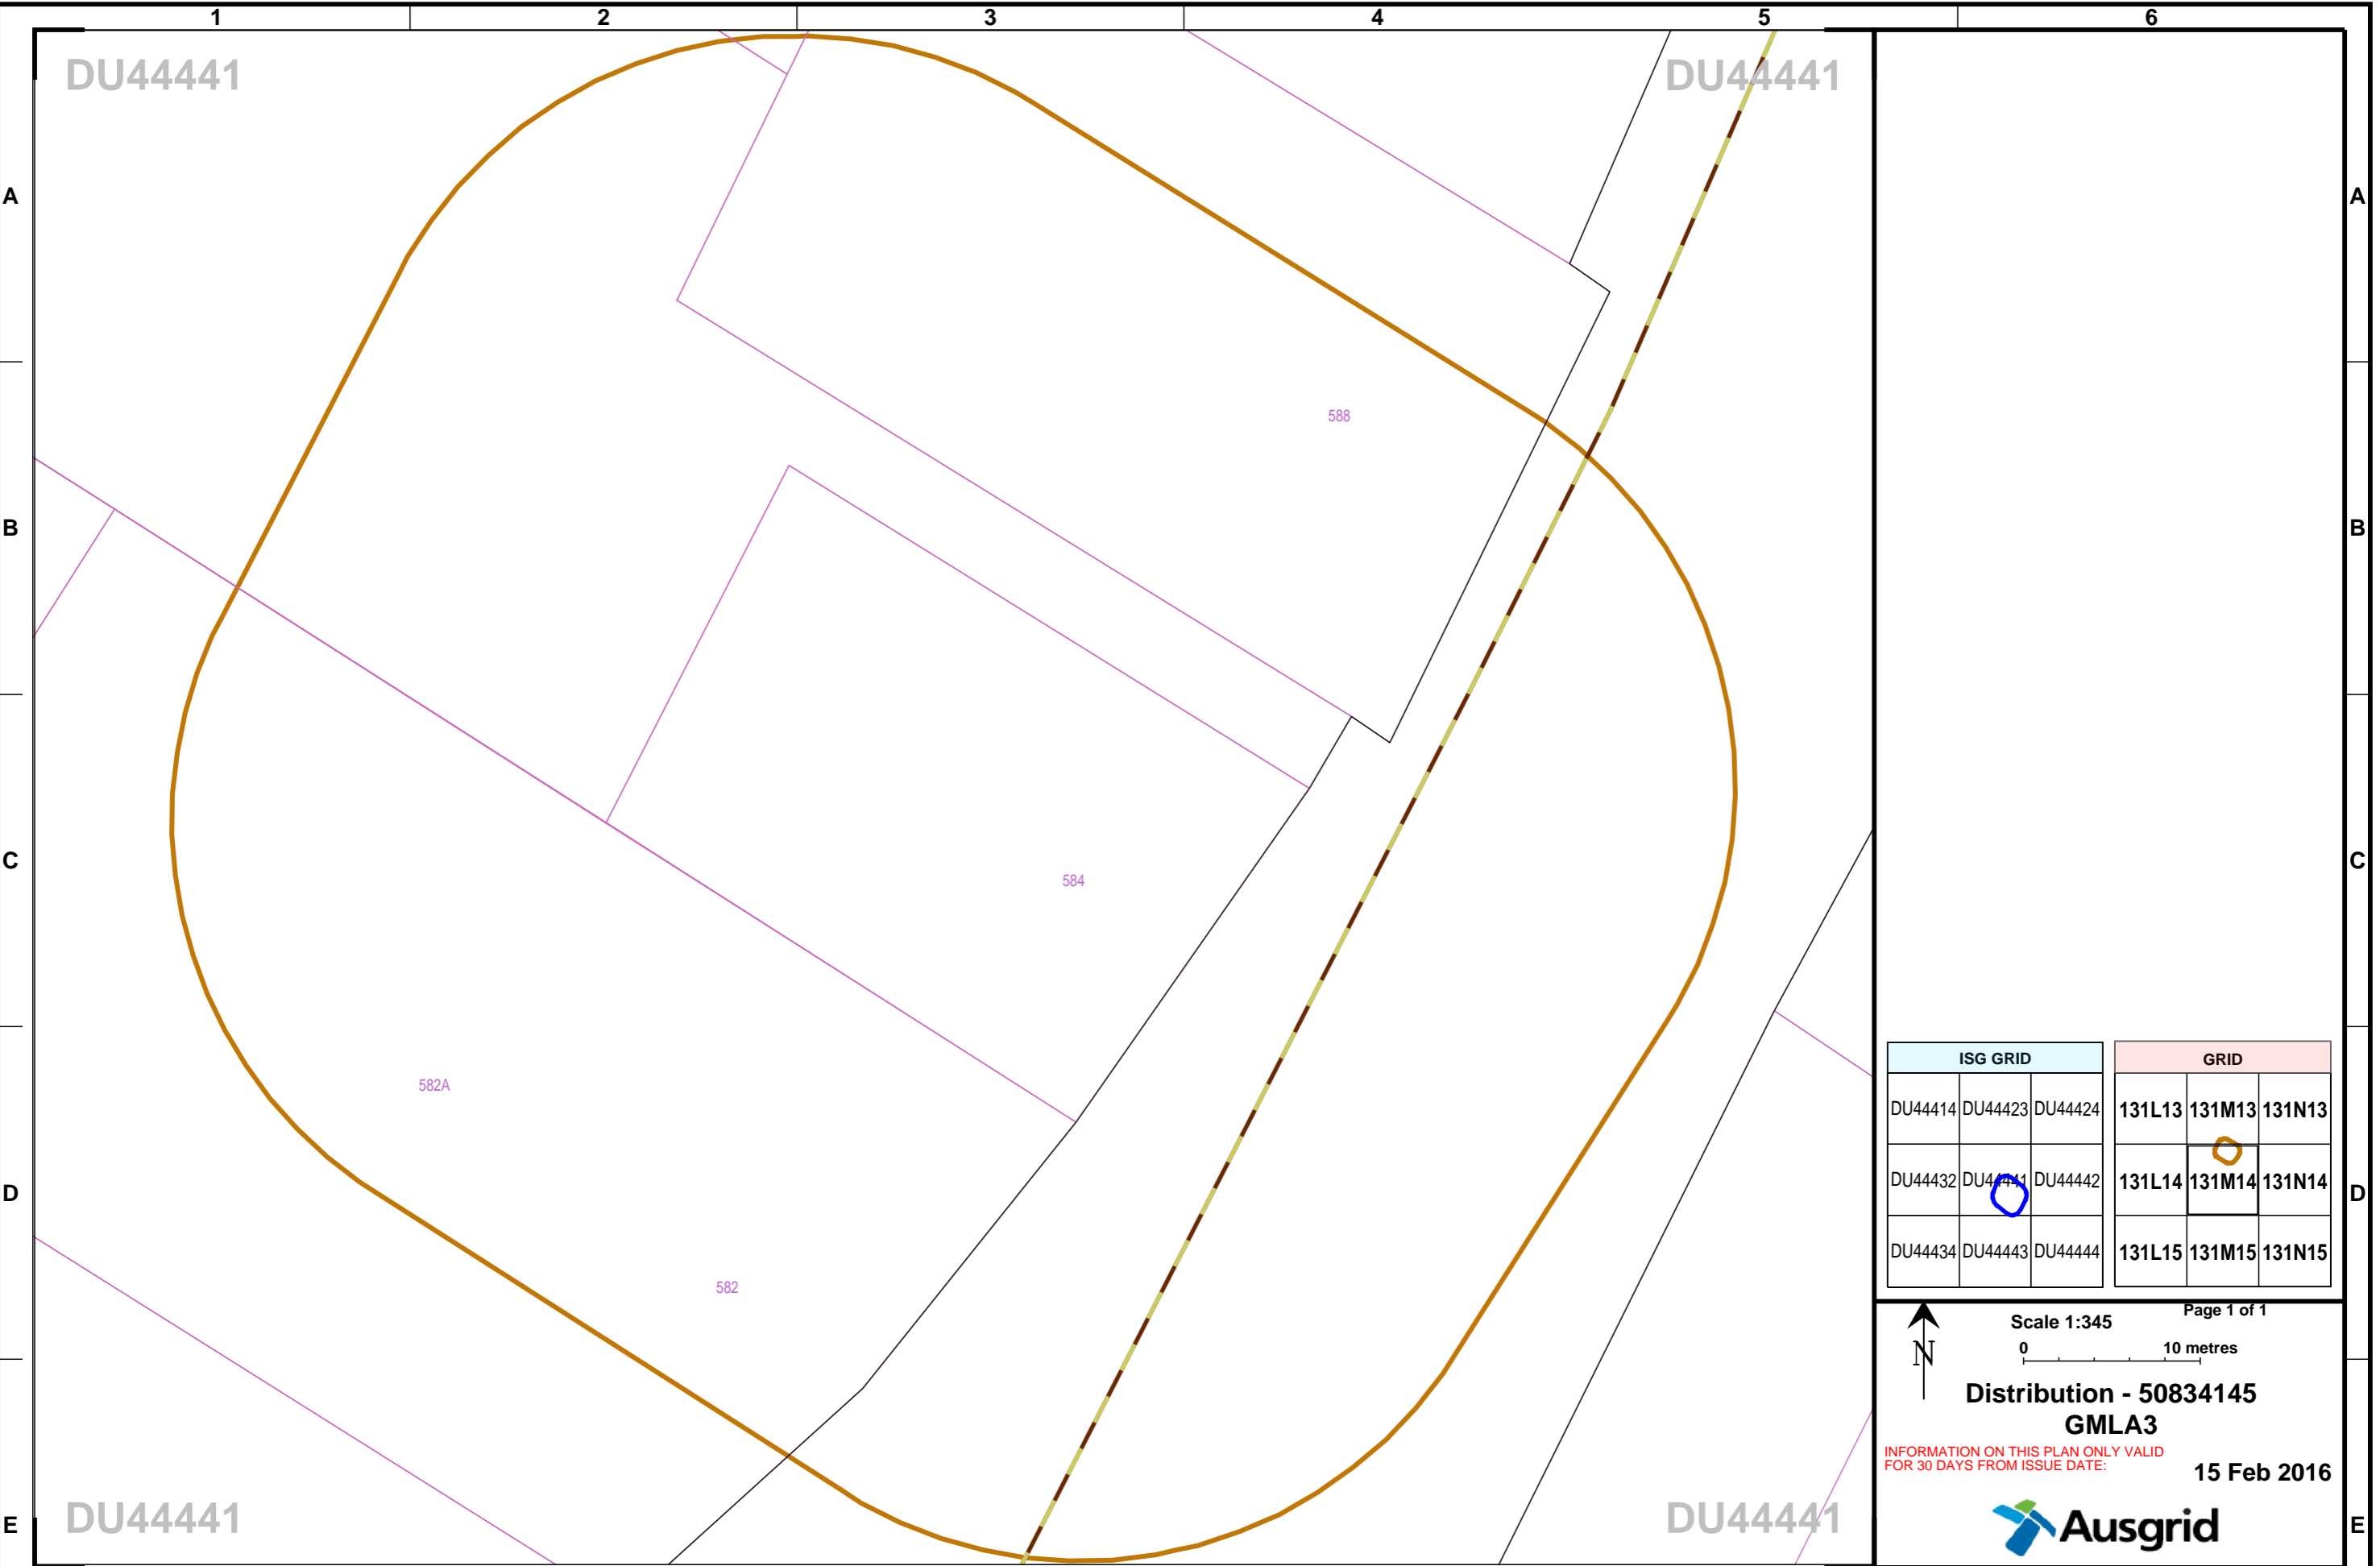 1 2 3 4 5 6
DU44441 DU44441
A A
588
B B
584
C C
582A
582
D D
ISG GRID
DU44414 DU44423 DU44424
DU44432 DU44441 DU44442
DU44434 DU44443 DU44444
GRID
131L13 131M13 131N13
131L14 131M14 131N14
131L15 131M15 131N15
Page 1 of 1
Scale 1:345
N
0 10 metres
Distribution - 50834145
GMLA3
INFORMATION ON THIS PLAN ONLY VALID
FOR 30 DAYS FROM ISSUE DATE:
15 Feb 2016
Ausgrid
DU44441 DU44441
E E